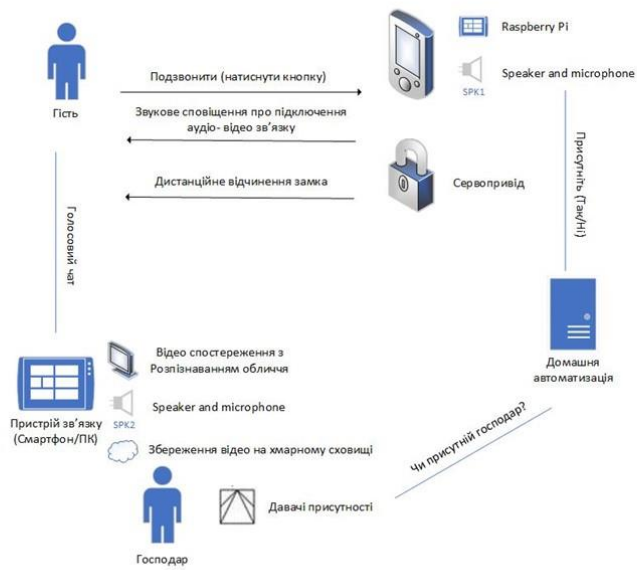 Raspberry Pi
Подзвонити (натиснути кнопку)
Speaker and microphone
SPK1
Гість
Звукове сповіщення про підключення
аудіо- відео зв’язку
Присутніть (Так/Ні)
Дистанційне відчинення замка
Сервопривід
Голосовий чат
Відео спостереження з
Розпізнаванням обличчя
Домашня
автоматизація
Speaker and microphone
SPK2
Пристрій зв’язку
(Смартфон/ПК)
Чи присутній господар?
Збереження відео на хмарному сховищі
Давачі присутності
Господар